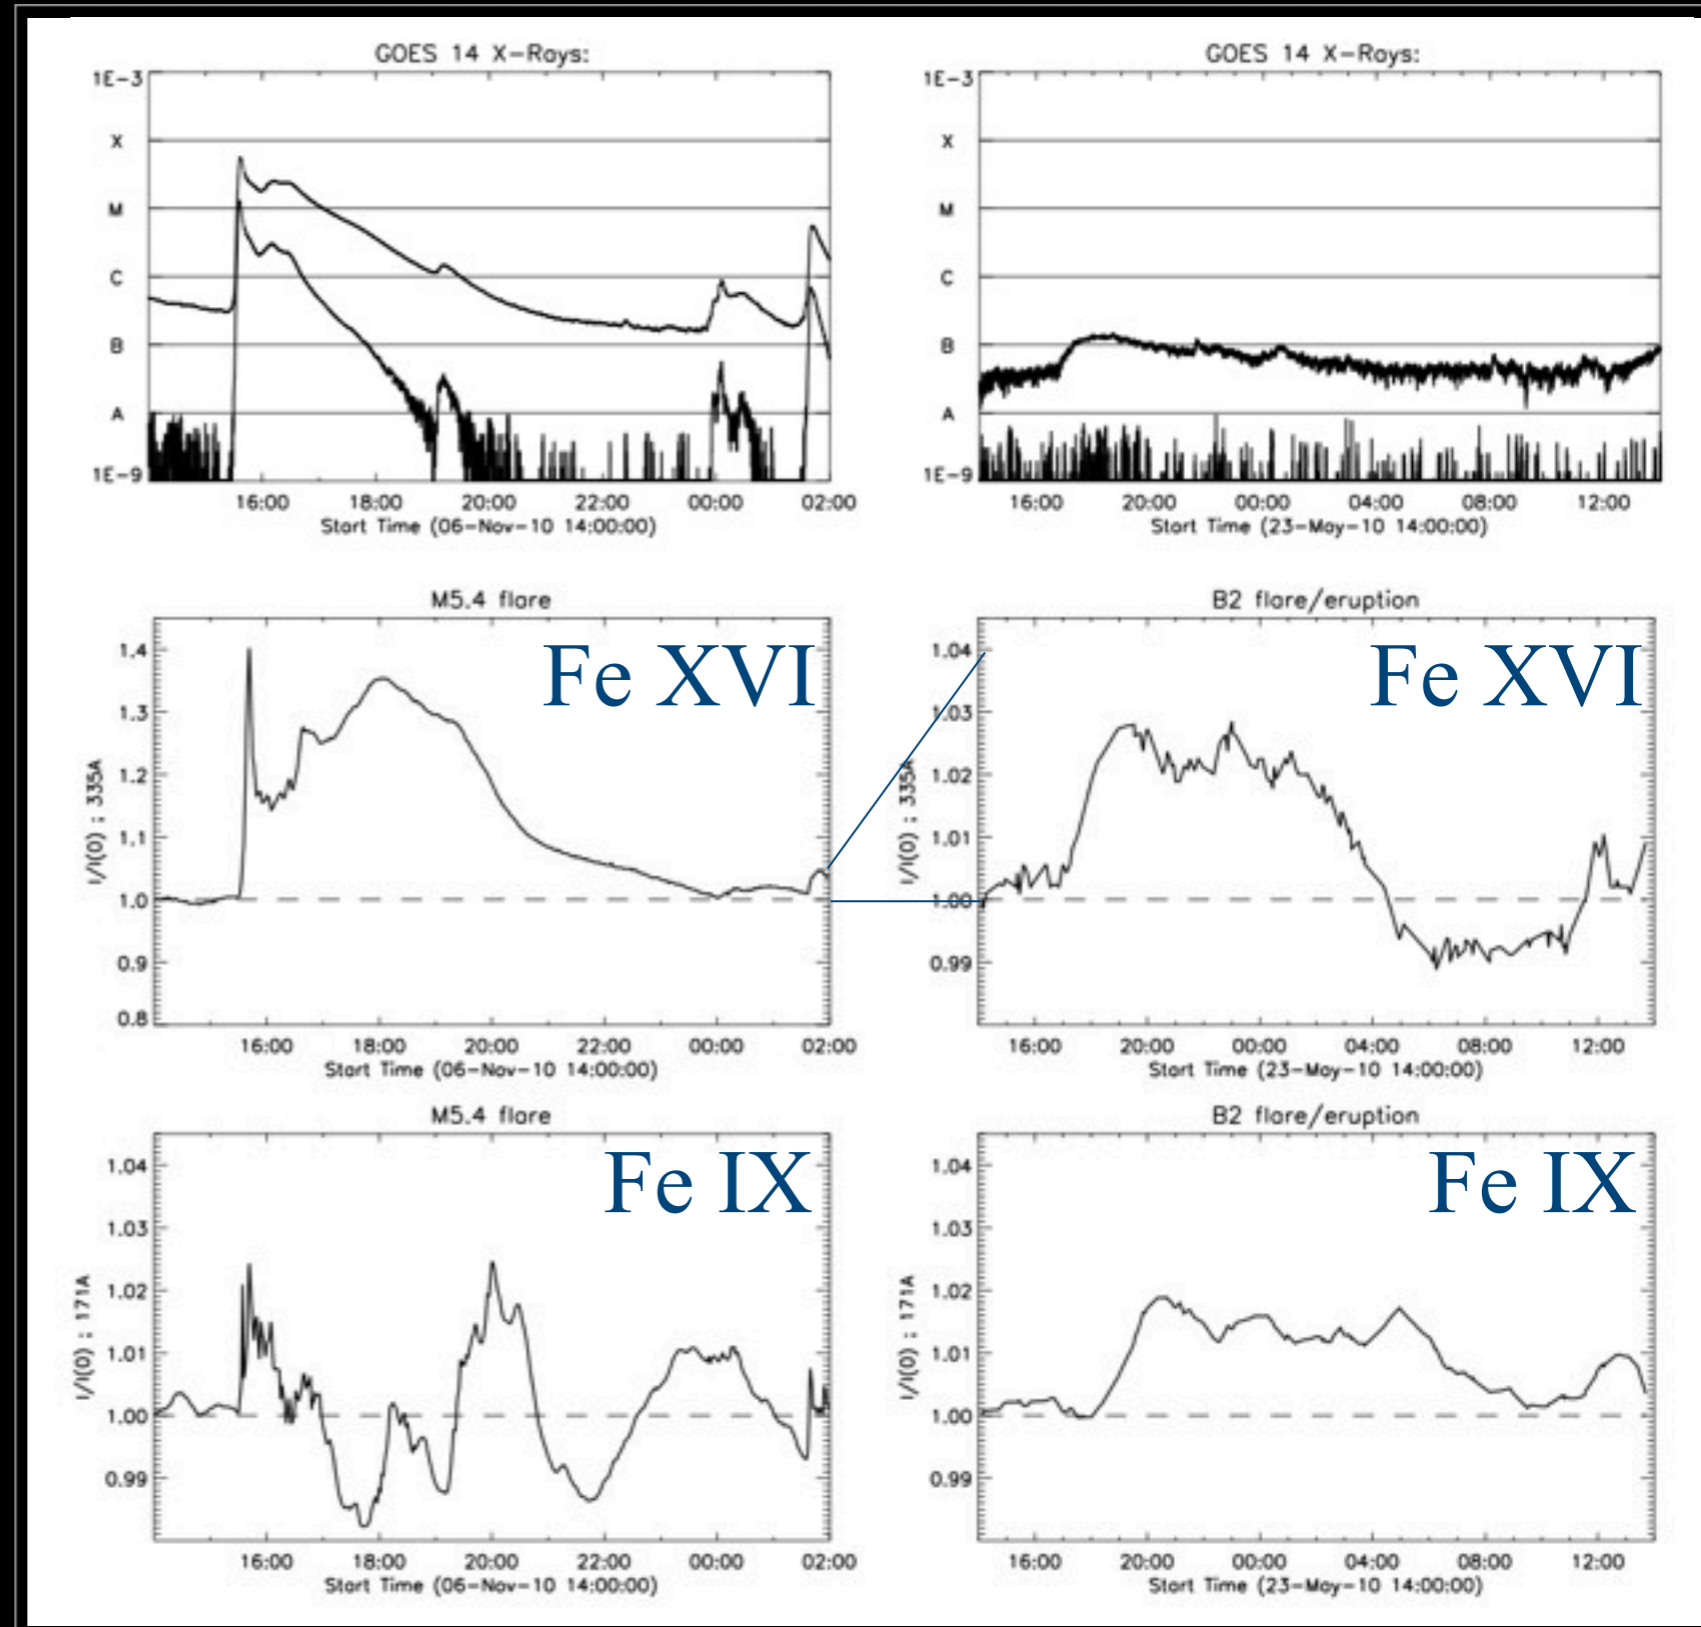 GOES 14 X-Rays:
1E-3
X
M
C
B
A
1E-9
16:00 18:00 20:00 22:00 00:00 02:00
Start Time (06-Nov-10 14:00:00)
GOES 14 X-Rays:
1E-3
X
M
C
B
A
1E-9
16:00 20:00 00:00 04:00 08:00 12:00
Start Time (23-May-10 14:00:00)
M5.4 flare
Fe XVI
I/I(0) ; 335A
1.4
1.3
1.2
1.1
1.0
0.9
0.8
16:00 18:00 20:00 22:00 00:00 02:00
Start Time (06-Nov-10 14:00:00)
B2 flare/eruption
Fe XVI
I/I(0) ; 335A
1.04
1.03
1.02
1.01
1.00
0.99
16:00 20:00 00:00 04:00 08:00 12:00
Start Time (23-May-10 14:00:00)
M5.4 flare
Fe IX
I/I(0) ; 171A
1.04
1.03
1.02
1.01
1.00
0.99
16:00 18:00 20:00 22:00 00:00 02:00
Start Time (06-Nov-10 14:00:00)
B2 flare/eruption
Fe IX
I/I(0) ; 171A
1.04
1.03
1.02
1.01
1.00
0.99
16:00 20:00 00:00 04:00 08:00 12:00
Start Time (23-May-10 14:00:00)